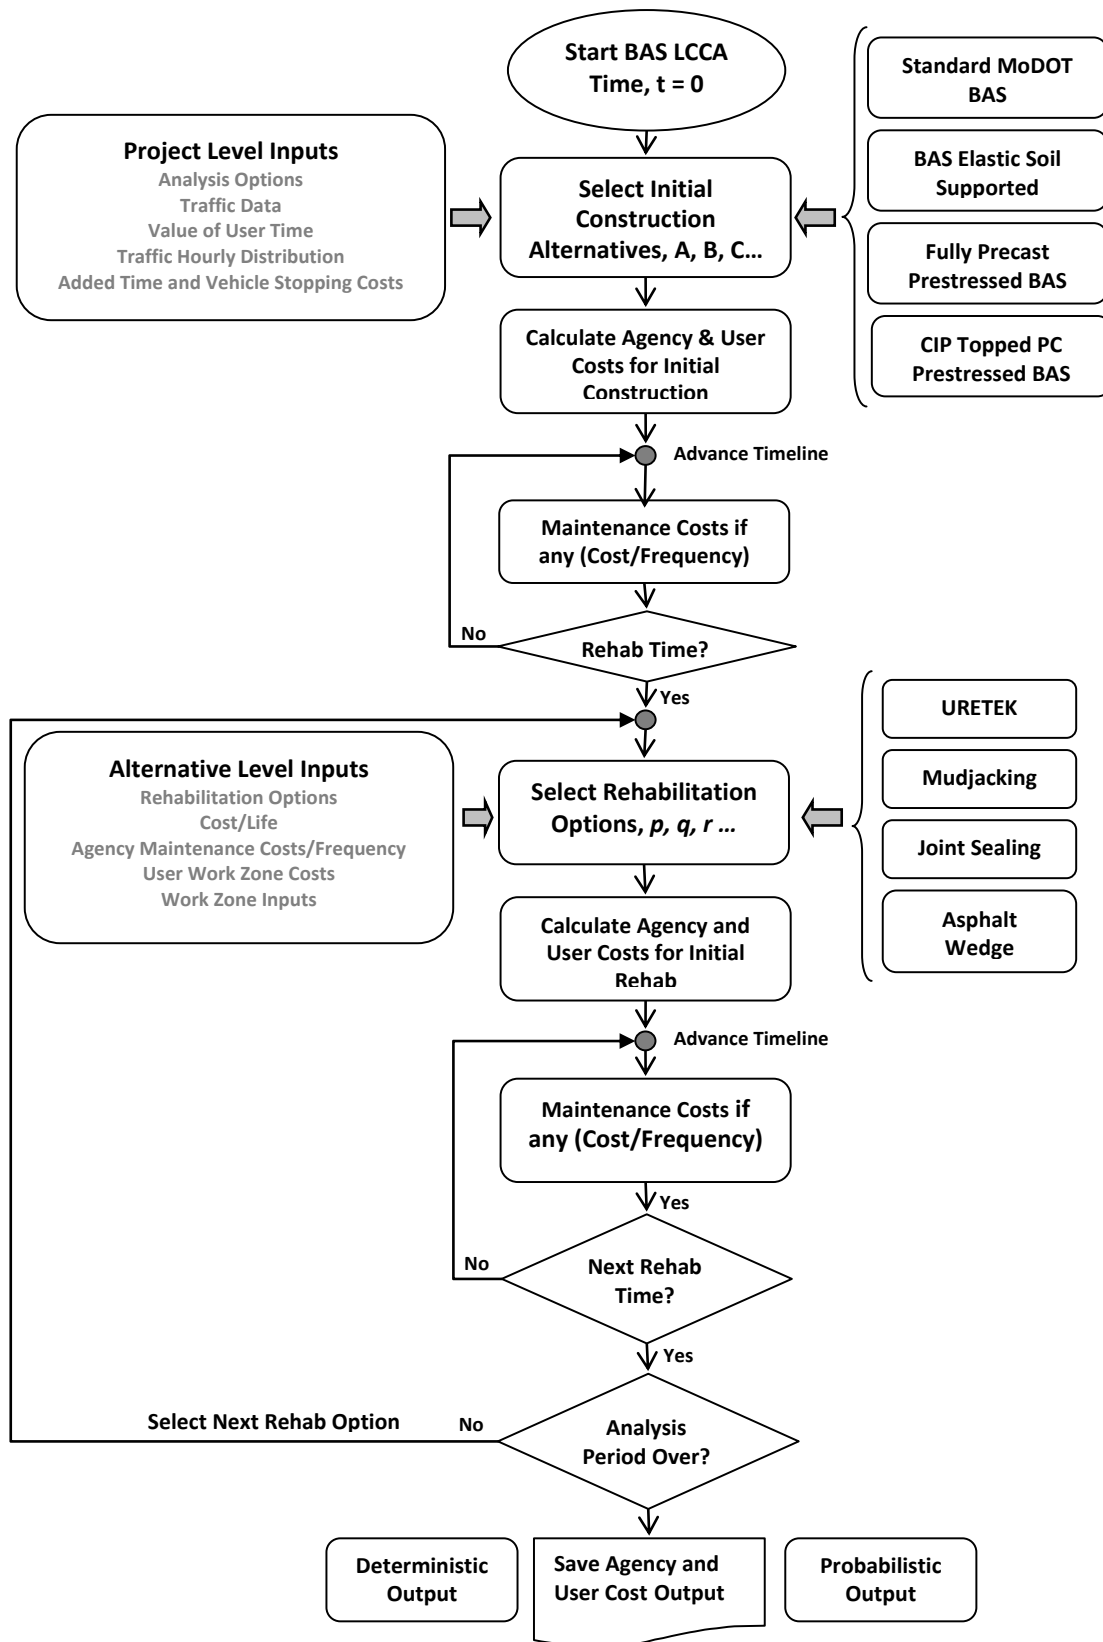 Start BAS LCCA
Time, t = 0
Standard MoDOT
BAS
BAS Elastic Soil
Supported
Fully Precast
Prestressed BAS
CIP Topped PC
Prestressed BAS
Project Level Inputs
Analysis Options
Traffic Data
Value of User Time
Traffic Hourly Distribution
Added Time and Vehicle Stopping Costs
Select Initial
Construction
Alternatives, A, B, C…
Calculate Agency & User
Costs for Initial
Construction
Advance Timeline
Maintenance Costs if
any (Cost/Frequency)
No
Rehab Time?
Yes
Alternative Level Inputs
Rehabilitation Options
Cost/Life
Agency Maintenance Costs/Frequency
User Work Zone Costs
Work Zone Inputs
Select Rehabilitation
Options, p, q, r …
URETEK
Mudjacking
Joint Sealing
Asphalt
Wedge
Calculate Agency and
User Costs for Initial
Rehab
Advance Timeline
Maintenance Costs if
any (Cost/Frequency)
Yes
No
Next Rehab
Time?
Yes
Select Next Rehab Option
No
Analysis
Period Over?
Deterministic
Output
Save Agency and
User Cost Output
Probabilistic
Output